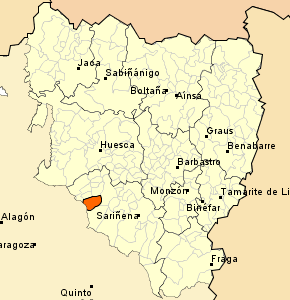 Jaca
Sabiñánigo
Boltaña
Aínsa
Graus
Huesca
Benabarre
Barbastro
Monzón
Tamarite de Li
Binéfar
Sariñena
Alagón
aragoza
Fraga
Quinto